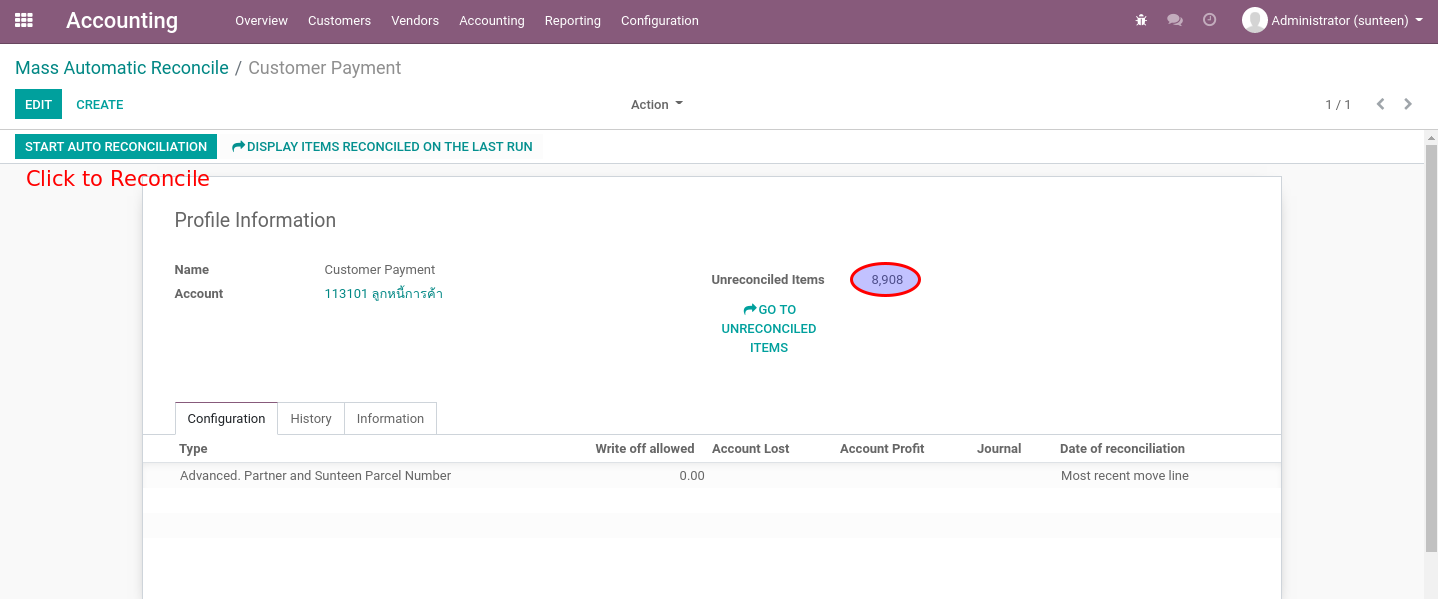 Accounting Overview Customers Vendors Accounting Reporting Configuration Administrator (sunteen)
Mass Automatic Reconcile / Customer Payment
EDIT CREATE Action 1 / 1
START AUTO RECONCILIATION DISPLAY ITEMS RECONCILED ON THE LAST RUN
Click to Reconcile
Profile Information
Name Customer Payment
Account 113101 ลูกหนี้การค้า
Unreconciled Items 8,908
GO TO
UNRECONCILED
ITEMS
Configuration History Information
Type Write off allowed Account Lost Account Profit Journal Date of reconciliation
Advanced. Partner and Sunteen Parcel Number 0.00 Most recent move line